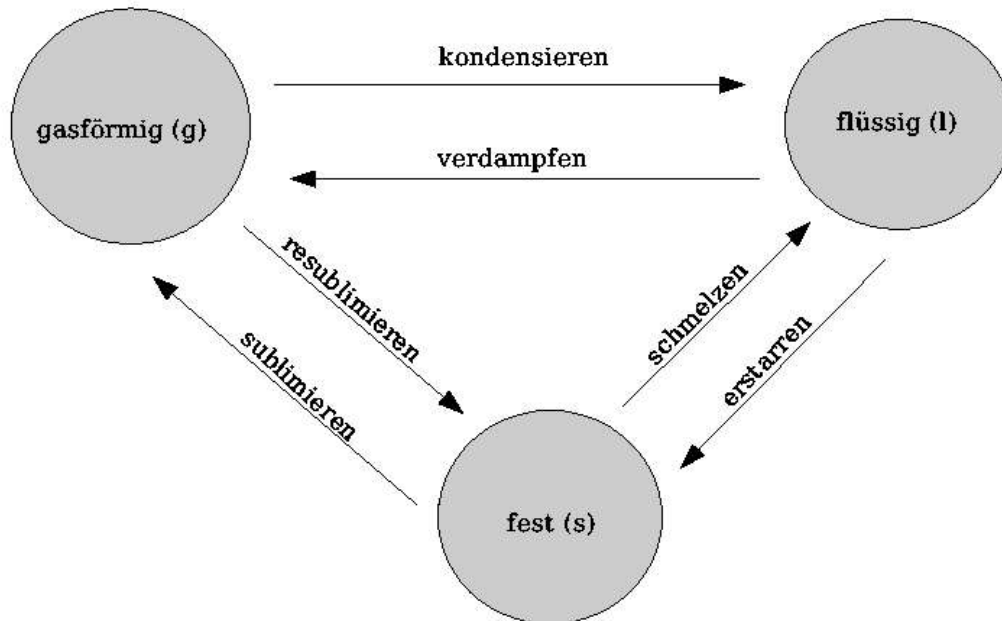 kondensieren
gasförmig (g)
flüssig (l)
verdampfen
resublimieren
sublimieren
schmelzen
erstarren
fest (s)